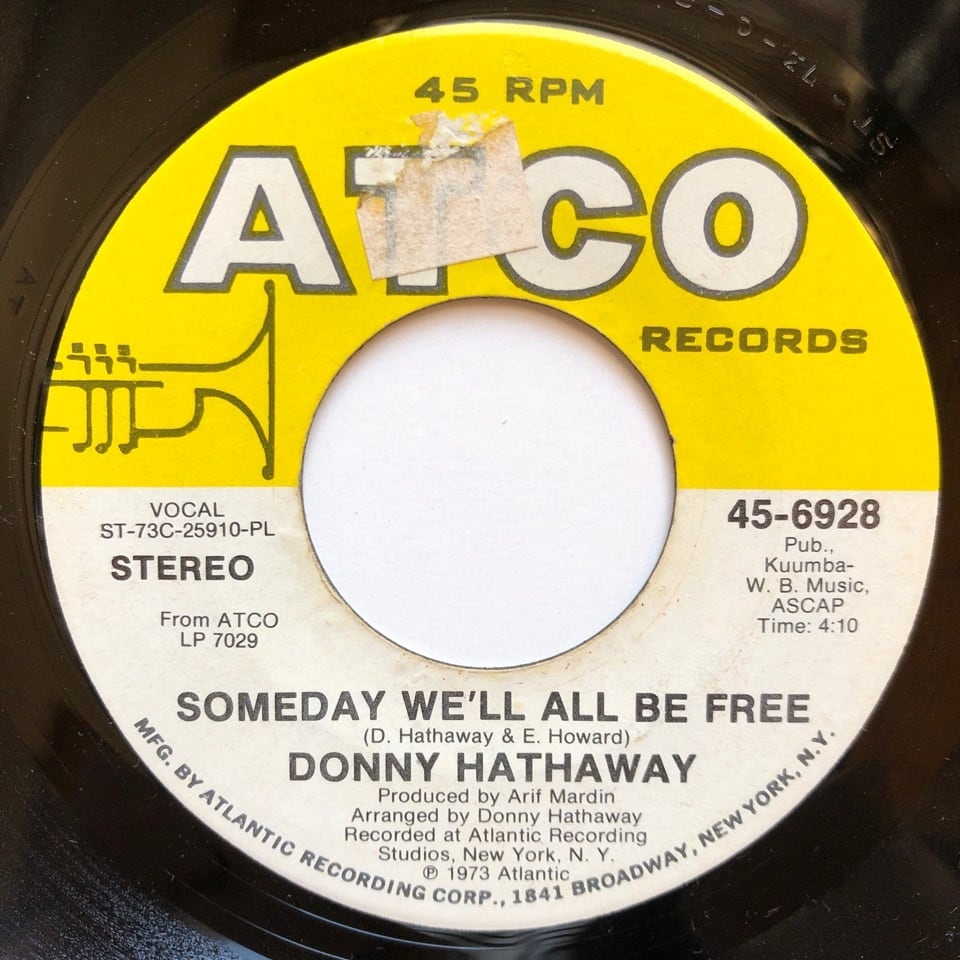 45 RPM
ATCO
RECORDS
VOCAL
ST-73C-25910-PL
STEREO
From ATCO
LP 7029
45-6928
Pub.,
Kuumba-
W. B. Music,
ASCAP
Time: 4:10
SOMEDAY WE'LL ALL BE FREE
(D. Hathaway & E. Howard)
DONNY HATHAWAY
Produced by Arif Mardin
Arranged by Donny Hathaway
Recorded at Atlantic Recording
Studios, New York, N. Y.
℗ 1973 Atlantic
MFG. BY ATLANTIC RECORDING CORP., 1841 BROADWAY, NEW YORK, N.Y.